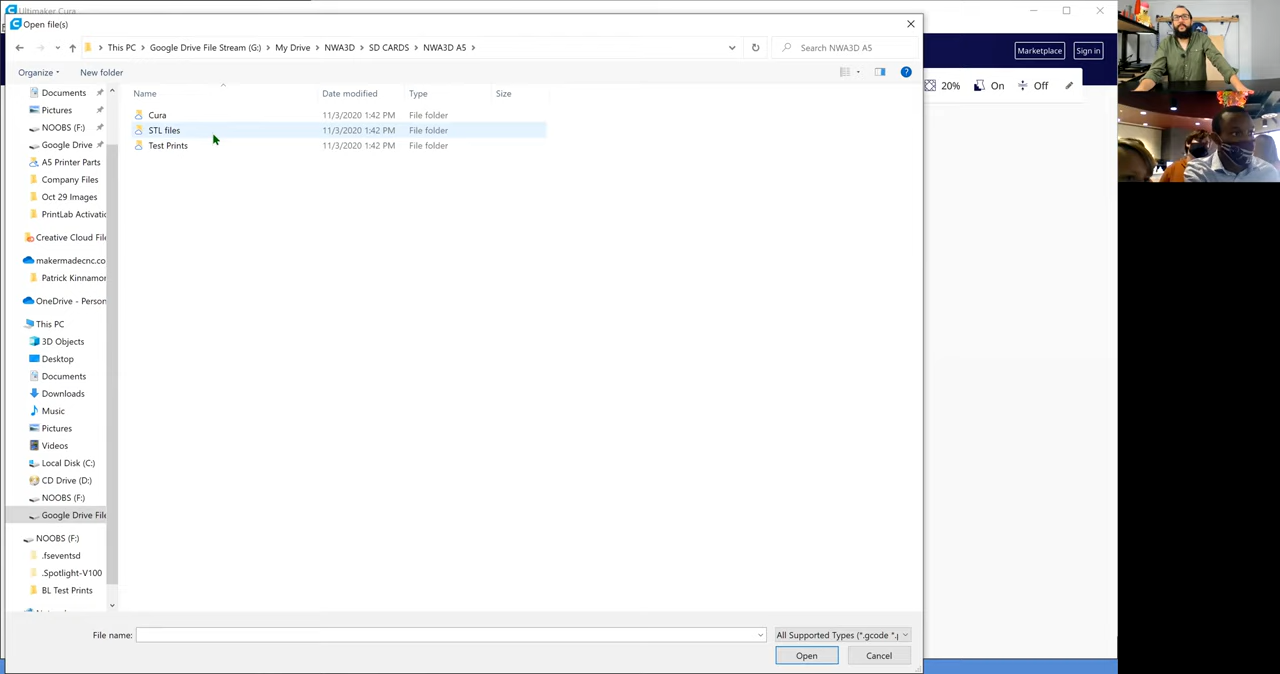 Ultimaker Cura
Open file(s)
This PC > Google Drive File Stream (G:) > My Drive > NWA3D > SD CARDS > NWA3D A5 >
Search NWA3D A5
Marketplace
Sign in
Organize
New folder
20%
On
Off
Name
Date modified
Type
Size
Cura 11/3/2020 1:42 PM File folder
STL files 11/3/2020 1:42 PM File folder
Test Prints 11/3/2020 1:42 PM File folder
Documents
Pictures
NOOBS (F:)
Google Drive
A5 Printer Parts
Company Files
Oct 29 Images
PrintLab Activatio
Creative Cloud File
makermadecnc.co
Patrick Kinnamon
OneDrive - Person
This PC
3D Objects
Desktop
Documents
Downloads
Music
Pictures
Videos
Local Disk (C:)
CD Drive (D:)
NOOBS (F:)
Google Drive File
NOOBS (F:)
.fseventsd
.Spotlight-V100
BL Test Prints
File name:
All Supported Types (*.gcode *.
Open
Cancel